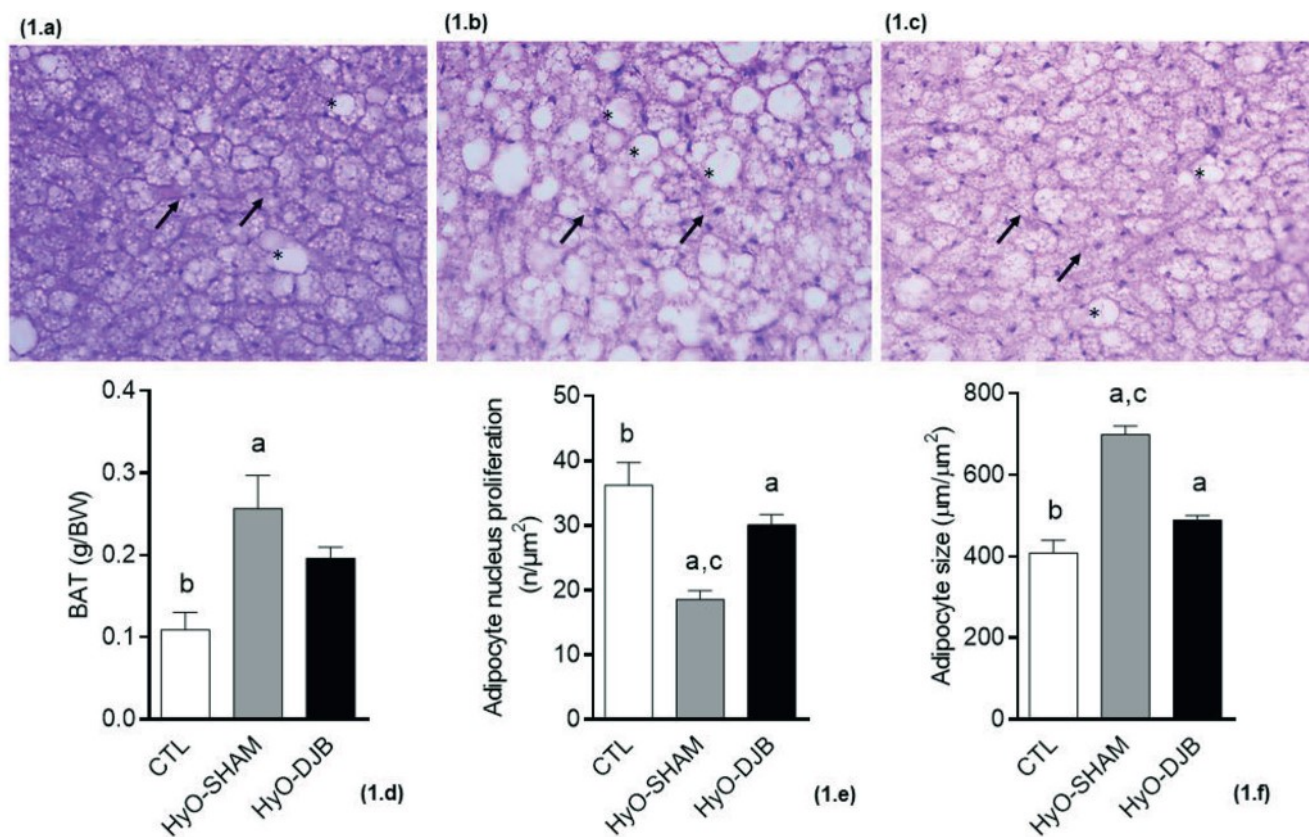 (1.a)
(1.b)
(1.c)
*
*
*
*
*
*
*
BAT (g/BW)
0.4
0.3
0.2
0.1
0.0
b
a
CTL
HyO-SHAM
HyO-DJB
(1.d)
Adipocyte nucleus proliferation
(n/µm²)
50
40
30
20
10
0
b
a,c
a
CTL
HyO-SHAM
HyO-DJB
(1.e)
Adipocyte size (µm/µm²)
800
600
400
200
0
b
a,c
a
CTL
HyO-SHAM
HyO-DJB
(1.f)